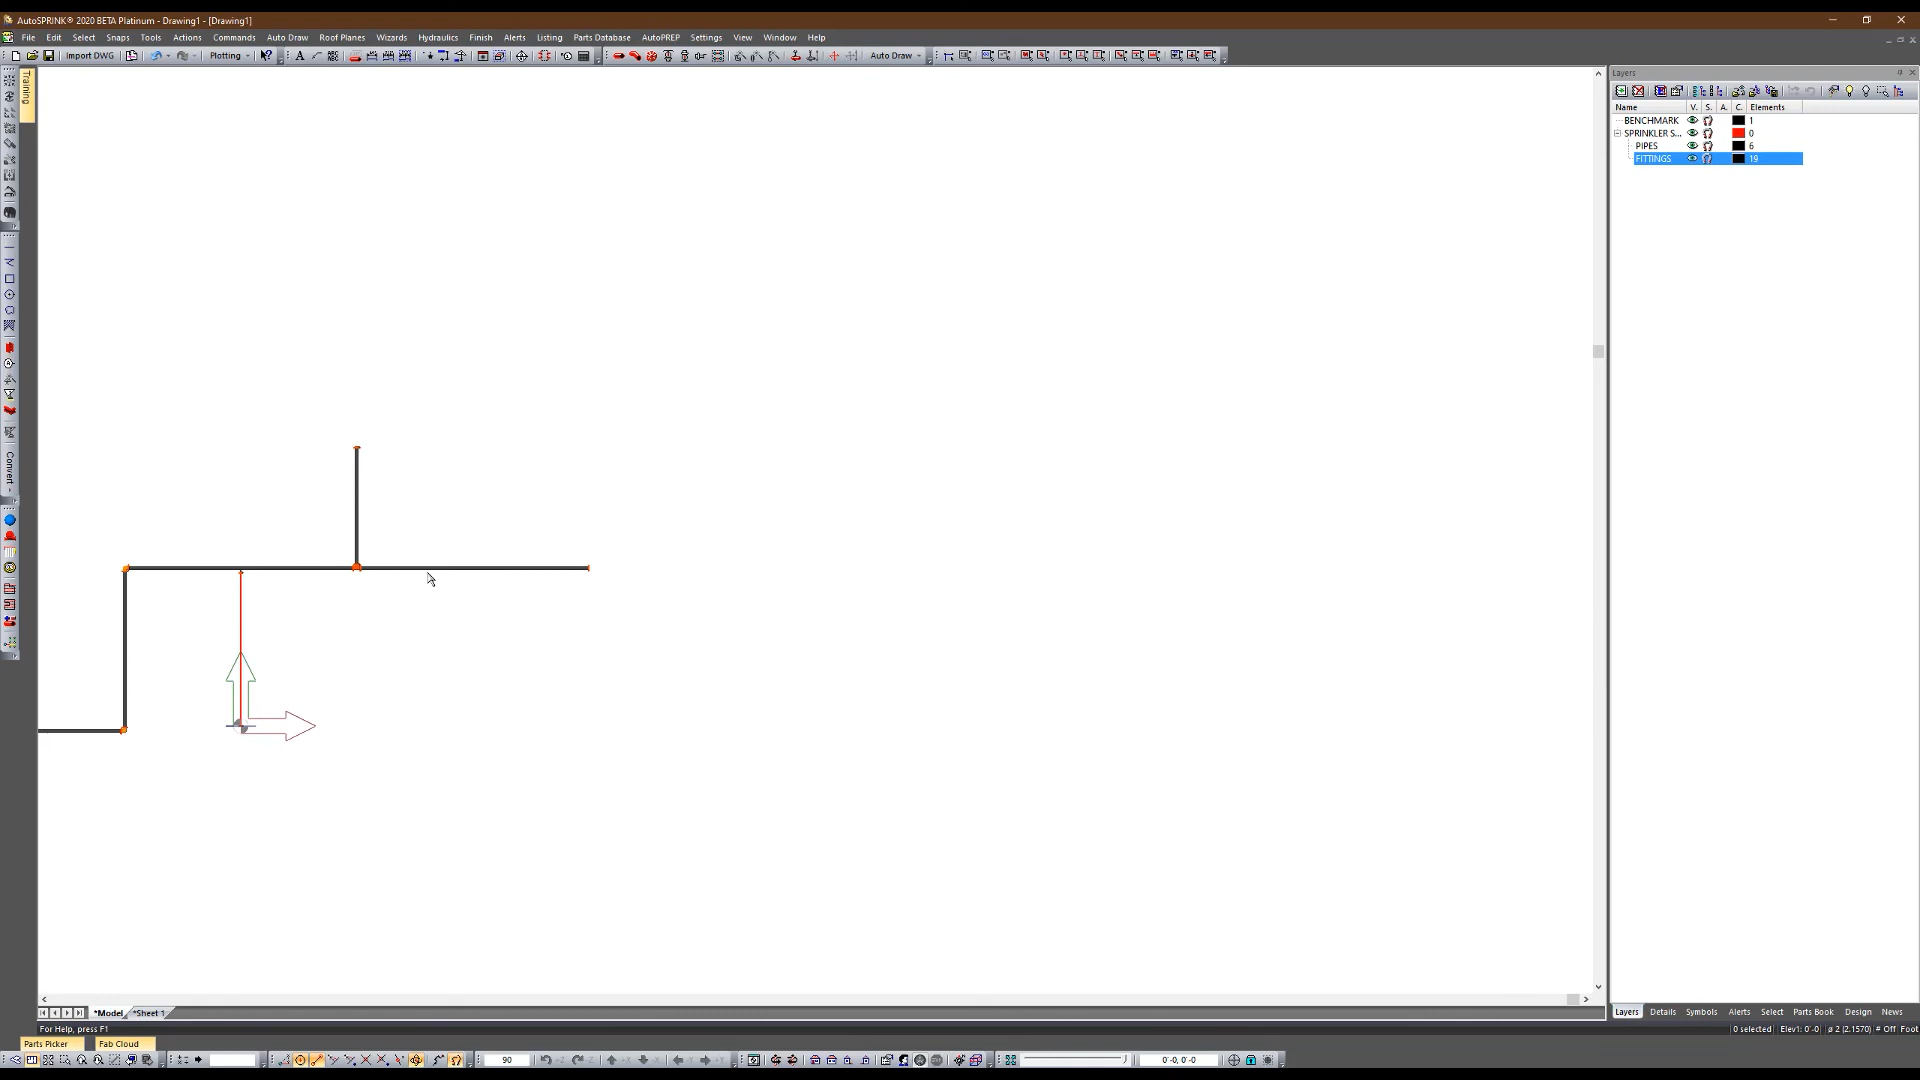 AutoSPRINK® 2020 BETA Platinum - Drawing1 - [Drawing1]
File Edit Select Snaps Tools Actions Commands Auto Draw Roof Planes Wizards Hydraulics Finish Alerts Listing Parts Database AutoPREP Settings View Window Help
Import DWG Plotting A ABC Auto Draw
Training
Layers
Name V. S. A. C. Elements
BENCHMARK 1
SPRINKLER S... 0
PIPES 6
FITTINGS 19
Convert
*Model *Sheet 1
Layers Details Symbols Alerts Select Parts Book Design News
For Help, press F1
0 selected Elev1: 0'-0 ø 2 (2.1570) # Off Foot
Parts Picker Fab Cloud
90
0'-0, 0'-0